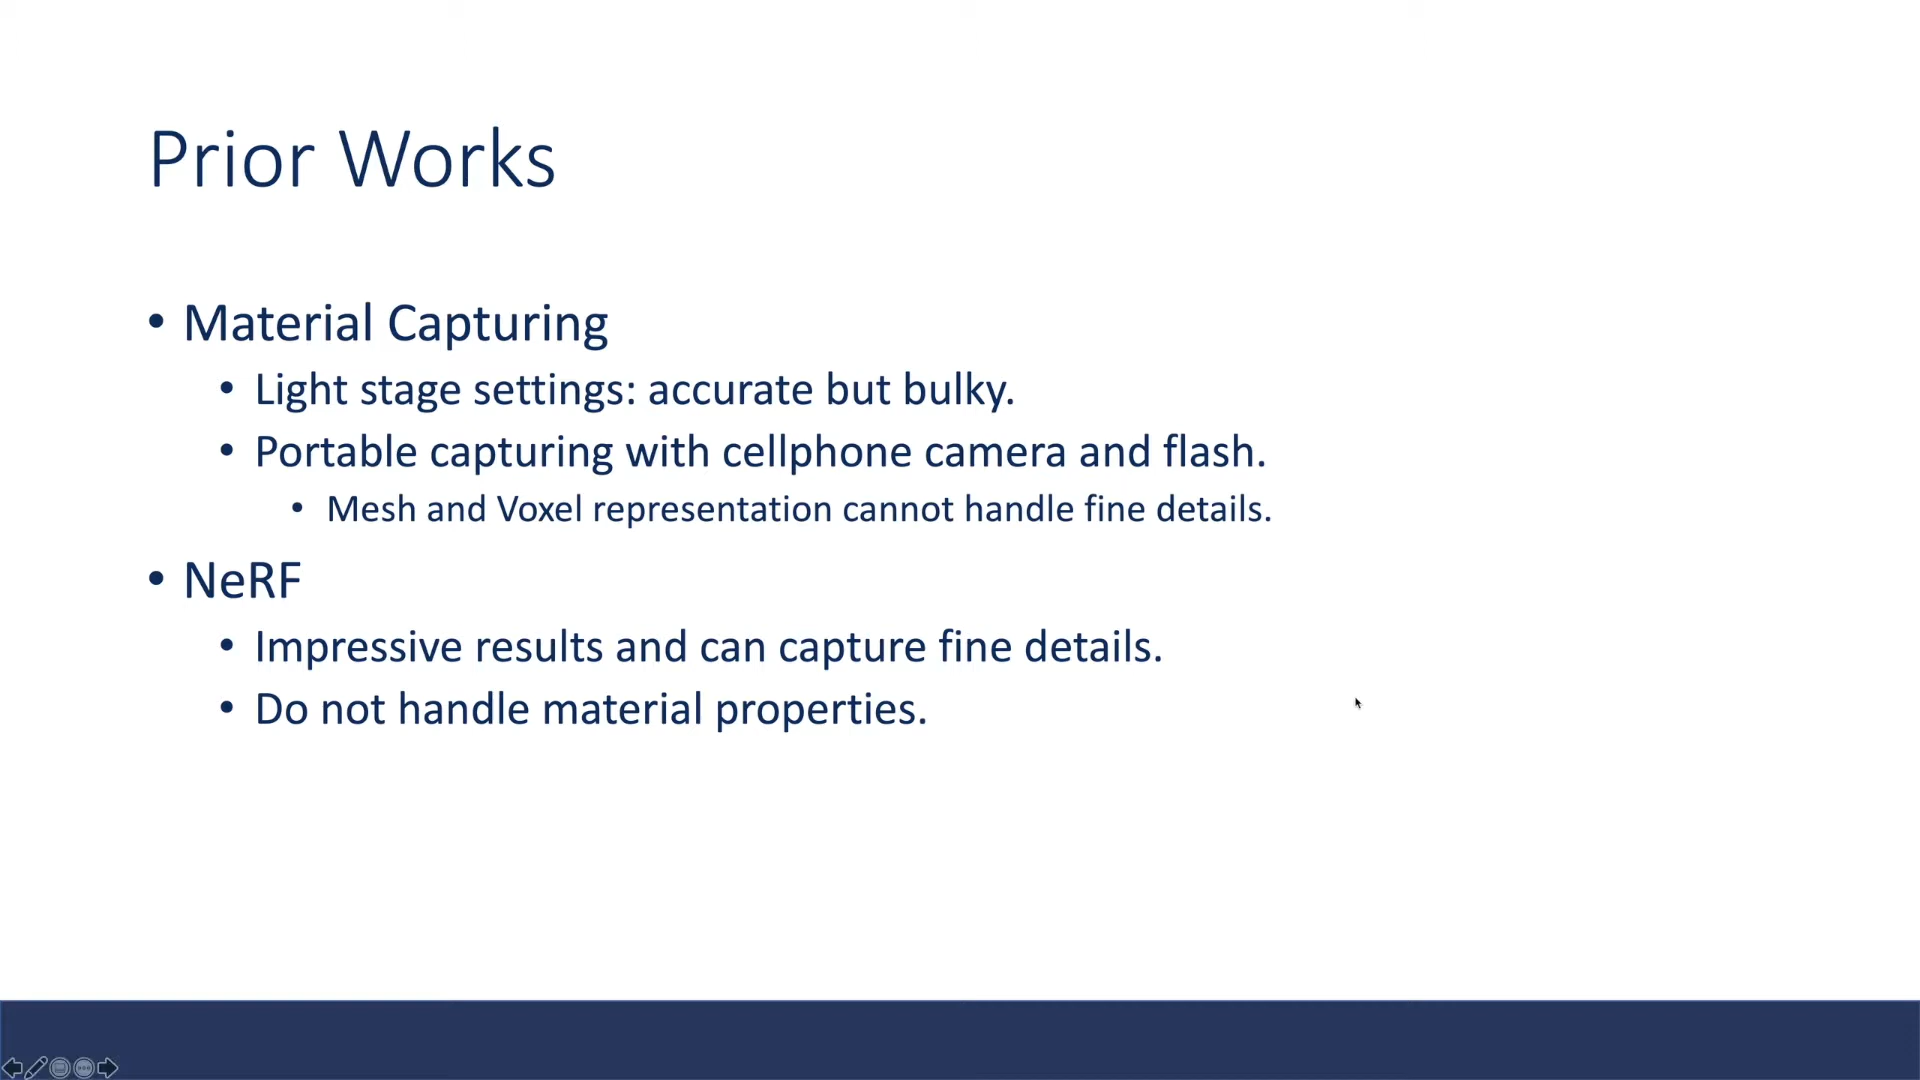 Prior Works
• Material Capturing
• Light stage settings: accurate but bulky.
• Portable capturing with cellphone camera and flash.
• Mesh and Voxel representation cannot handle fine details.
• NeRF
• Impressive results and can capture fine details.
• Do not handle material properties.